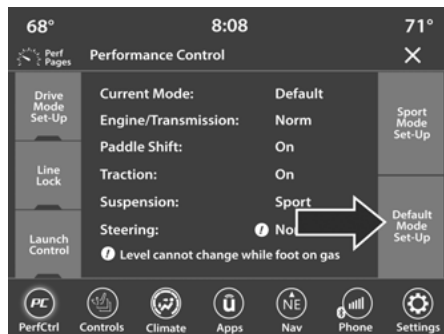 68°
8:08
71°
Perf
Pages
Performance Control
Drive
Mode
Set-Up
Line
Lock
Launch
Control
Current Mode: Default
Engine/Transmission: Norm
Paddle Shift: On
Traction: On
Suspension: Sport
Steering: ! No
! Level cannot change while foot on gas
Sport
Mode
Set-Up
Default
Mode
Set-Up
PC
û
NE
PerfCtrl Controls Climate Apps Nav Phone Settings